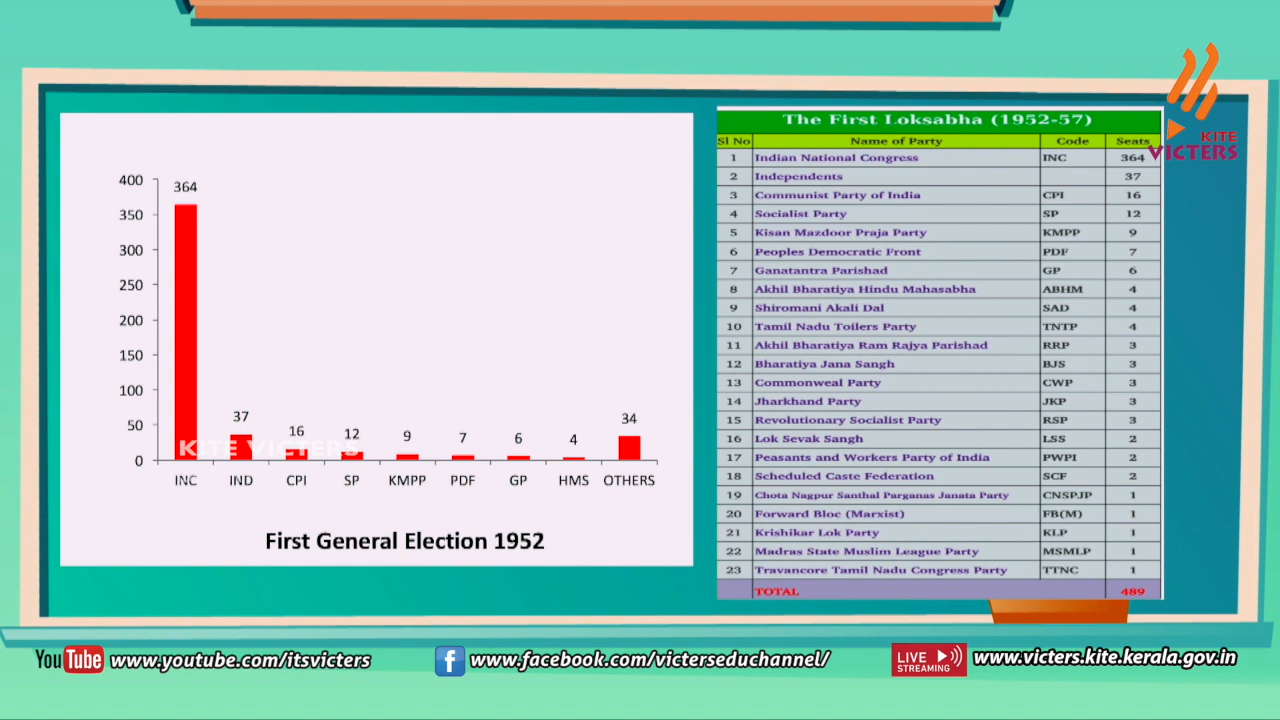 400
350
300
250
200
150
100
50
0
364
37
16
12
9
7
6
4
34
INC IND CPI SP KMPP PDF GP HMS OTHERS
KITE VICTERS
First General Election 1952
The First Loksabha (1952-57)
Sl No Name of Party Code Seats
1 Indian National Congress INC 364
2 Independents 37
3 Communist Party of India CPI 16
4 Socialist Party SP 12
5 Kisan Mazdoor Praja Party KMPP 9
6 Peoples Democratic Front PDF 7
7 Ganatantra Parishad GP 6
8 Akhil Bharatiya Hindu Mahasabha ABHM 4
9 Shiromani Akali Dal SAD 4
10 Tamil Nadu Toilers Party TNTP 4
11 Akhil Bharatiya Ram Rajya Parishad RRP 3
12 Bharatiya Jana Sangh BJS 3
13 Commonweal Party CWP 3
14 Jharkhand Party JKP 3
15 Revolutionary Socialist Party RSP 3
16 Lok Sevak Sangh LSS 2
17 Peasants and Workers Party of India PWPI 2
18 Scheduled Caste Federation SCF 2
19 Chota Nagpur Santhal Parganas Janata Party CNSPJP 1
20 Forward Bloc (Marxist) FB(M) 1
21 Krishikar Lok Party KLP 1
22 Madras State Muslim League Party MSMLP 1
23 Travancore Tamil Nadu Congress Party TTNC 1
TOTAL 489
KITE
VICTERS
YouTube www.youtube.com/itsvicters
f www.facebook.com/victerseduchannel/
LIVE
STREAMING
www.victers.kite.kerala.gov.in